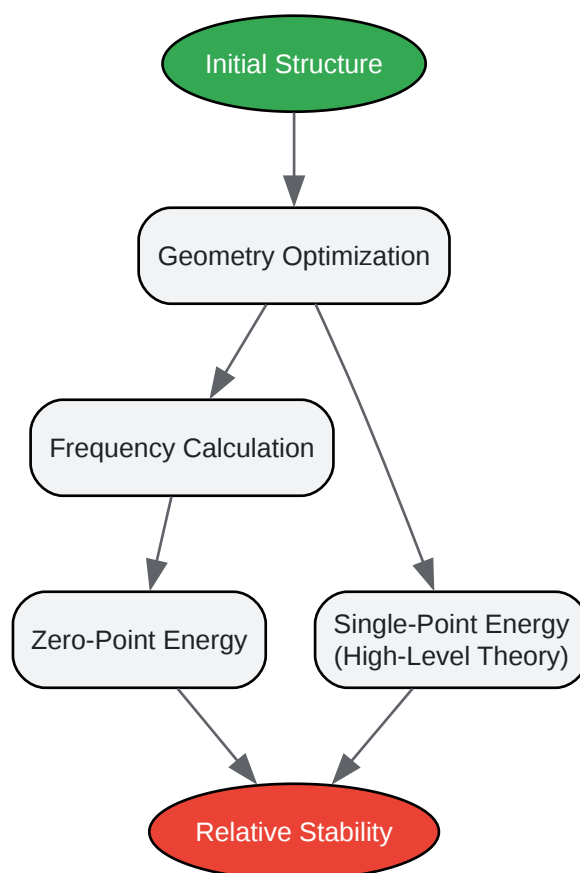 Initial Structure
Geometry Optimization
Frequency Calculation
Zero-Point Energy
Single-Point Energy
(High-Level Theory)
Relative Stability